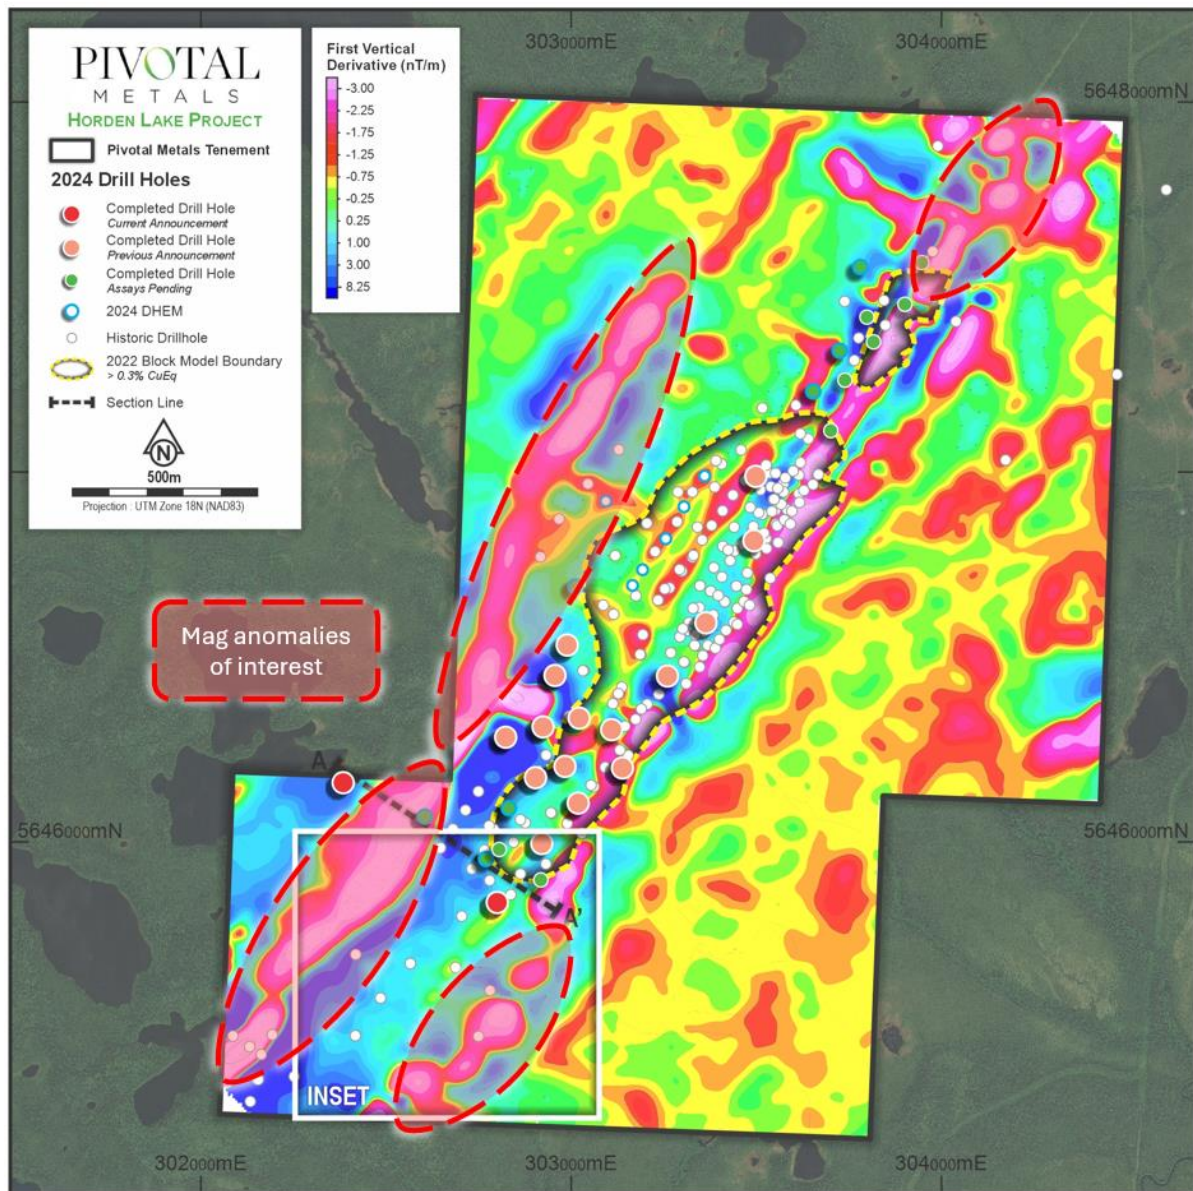 PIVOTAL
METALS
HORDEN LAKE PROJECT
Pivotal Metals Tenement
2024 Drill Holes
Completed Drill Hole
Current Announcement
Completed Drill Hole
Previous Announcement
Completed Drill Hole
Assays Pending
2024 DHEM
Historic Drillhole
2022 Block Model Boundary
> 0.3% CuEq
Section Line
N
500m
Projection : UTM Zone 18N (NAD83)
First Vertical
Derivative (nT/m)
-3.00
-2.25
-1.75
-1.25
-0.75
-0.25
0.25
1.00
3.00
8.25
303000mE
304000mE
5648000mN
Mag anomalies
of interest
A
5646000mN
5646000mN
A'
INSET
302000mE
303000mE
304000mE